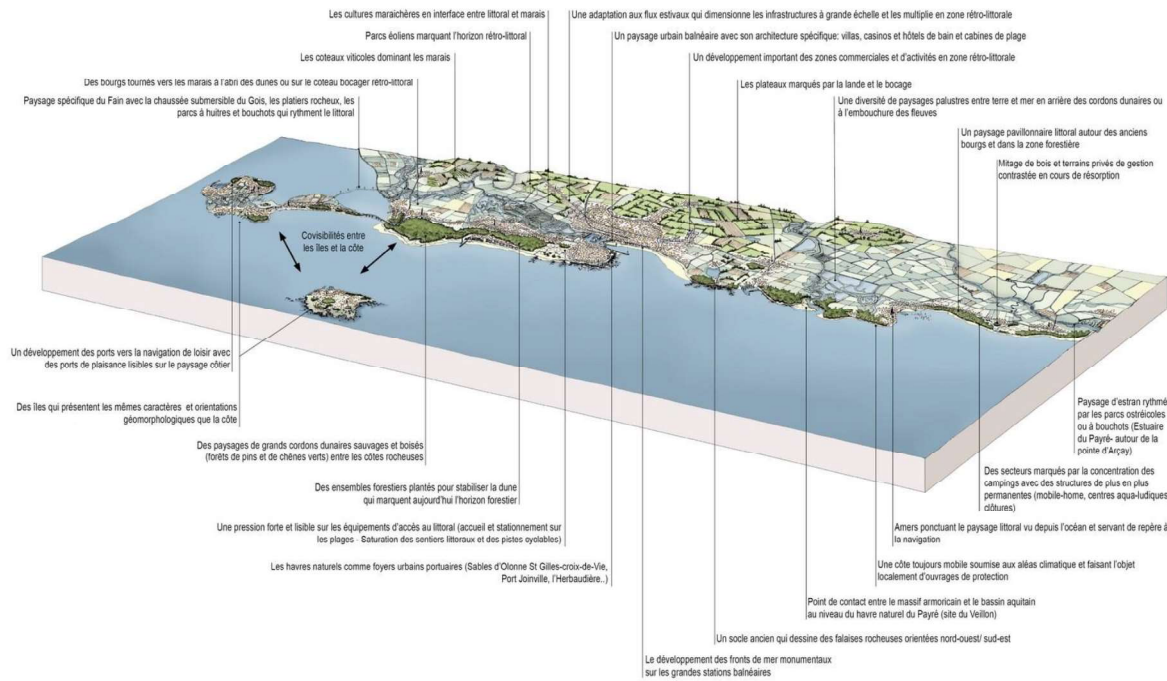 Les cultures maraichères en interface entre littoral et marais
Une adaptation aux flux estivaux qui dimensionne les infrastructures à grande échelle et les multiplie en zone rétro-littorale
Parcs éoliens marquant l'horizon rétro-littoral
Un paysage urbain balnéaire avec son architecture spécifique: villas, casinos et hôtels de bain et cabines de plage
Les coteaux viticoles dominant les marais
Un développement important des zones commerciales et d'activités en zone rétro-littorale
Des bourgs tournés vers les marais à l'abri des dunes ou sur le coteau bocager rétro-littoral
Les plateaux marqués par la lande et le bocage
Paysage spécifique du Fain avec la chaussée submersible du Gois, les platiers rocheux, les
parcs à huitres et bouchots qui rythment le littoral
Une diversité de paysages palustres entre terre et mer en arrière des cordons dunaires ou
à l'embouchure des fleuves
Un paysage pavillonnaire littoral autour des anciens
bourgs et dans la zone forestière
Mitage de bois et terrains privés de gestion
contrastée en cours de résorption
Covisibilités entre
les îles et la côte
Un développement des ports vers la navigation de loisir avec
des ports de plaisance lisibles sur le paysage côtier
Des îles qui présentent les mêmes caractères et orientations
géomorphologiques que la côte
Des paysages de grands cordons dunaires sauvages et boisés
(forêts de pins et de chênes verts) entre les côtes rocheuses
Des ensembles forestiers plantés pour stabiliser la dune
qui marquent aujourd'hui l'horizon forestier
Une pression forte et lisible sur les équipements d'accès au littoral (accueil et stationnement sur
les plages - Saturation des sentiers littoraux et des pistes cyclables)
Les havres naturels comme foyers urbains portuaires (Sables d'Olonne St Gilles-croix-de-Vie,
Port Joinville, l'Herbaudière..)
Paysage d'estran rythmé
par les parcs ostréicoles
ou à bouchots (Estuaire
du Payré- autour de la
pointe d'Arçay)
Des secteurs marqués par la concentration des
campings avec des structures de plus en plus
permanentes (mobile-home, centres aqua-ludiques,
clôtures)
Amers ponctuant le paysage littoral vu depuis l'océan et servant de repère à
la navigation
Une côte toujours mobile soumise aux aléas climatique et faisant l'objet
localement d'ouvrages de protection
Point de contact entre le massif armoricain et le bassin aquitain
au niveau du havre naturel du Payré (site du Veillon)
Un socle ancien qui dessine des falaises rocheuses orientées nord-ouest/ sud-est
Le développement des fronts de mer monumentaux
sur les grandes stations balnéaires